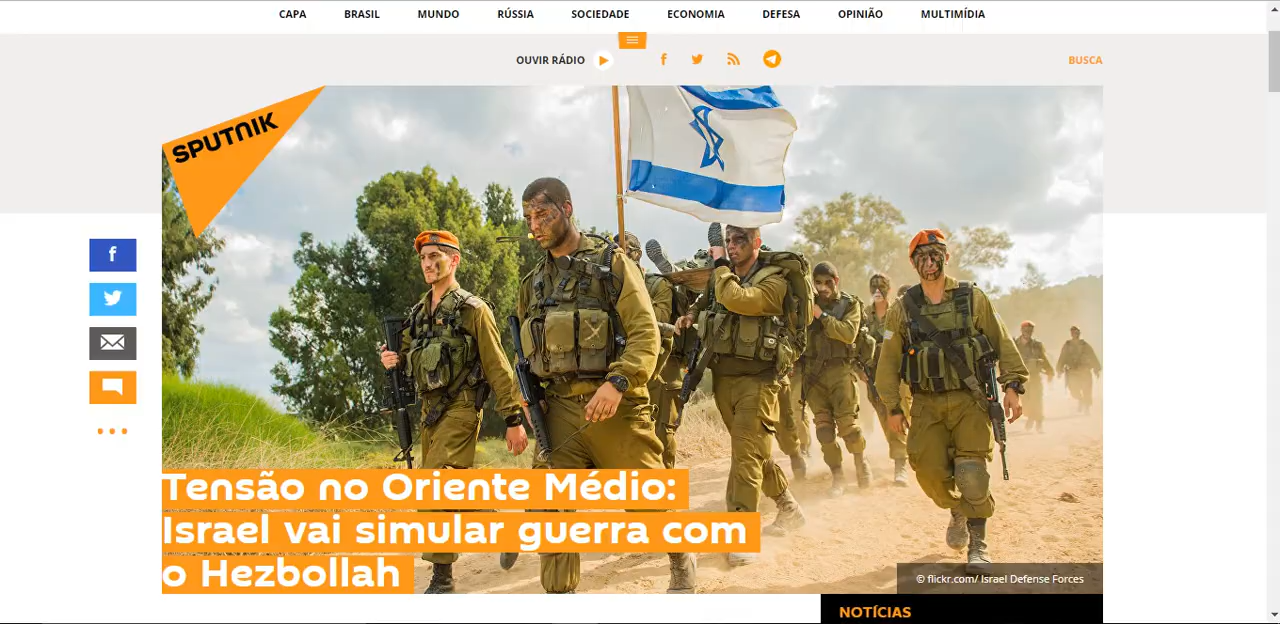 CAPA BRASIL MUNDO RÚSSIA SOCIEDADE ECONOMIA DEFESA OPINIÃO MULTIMÍDIA
OUVIR RÁDIO
BUSCA
SPUTNIK
Tensão no Oriente Médio:
Israel vai simular guerra com
o Hezbollah
© flickr.com/ Israel Defense Forces
NOTÍCIAS